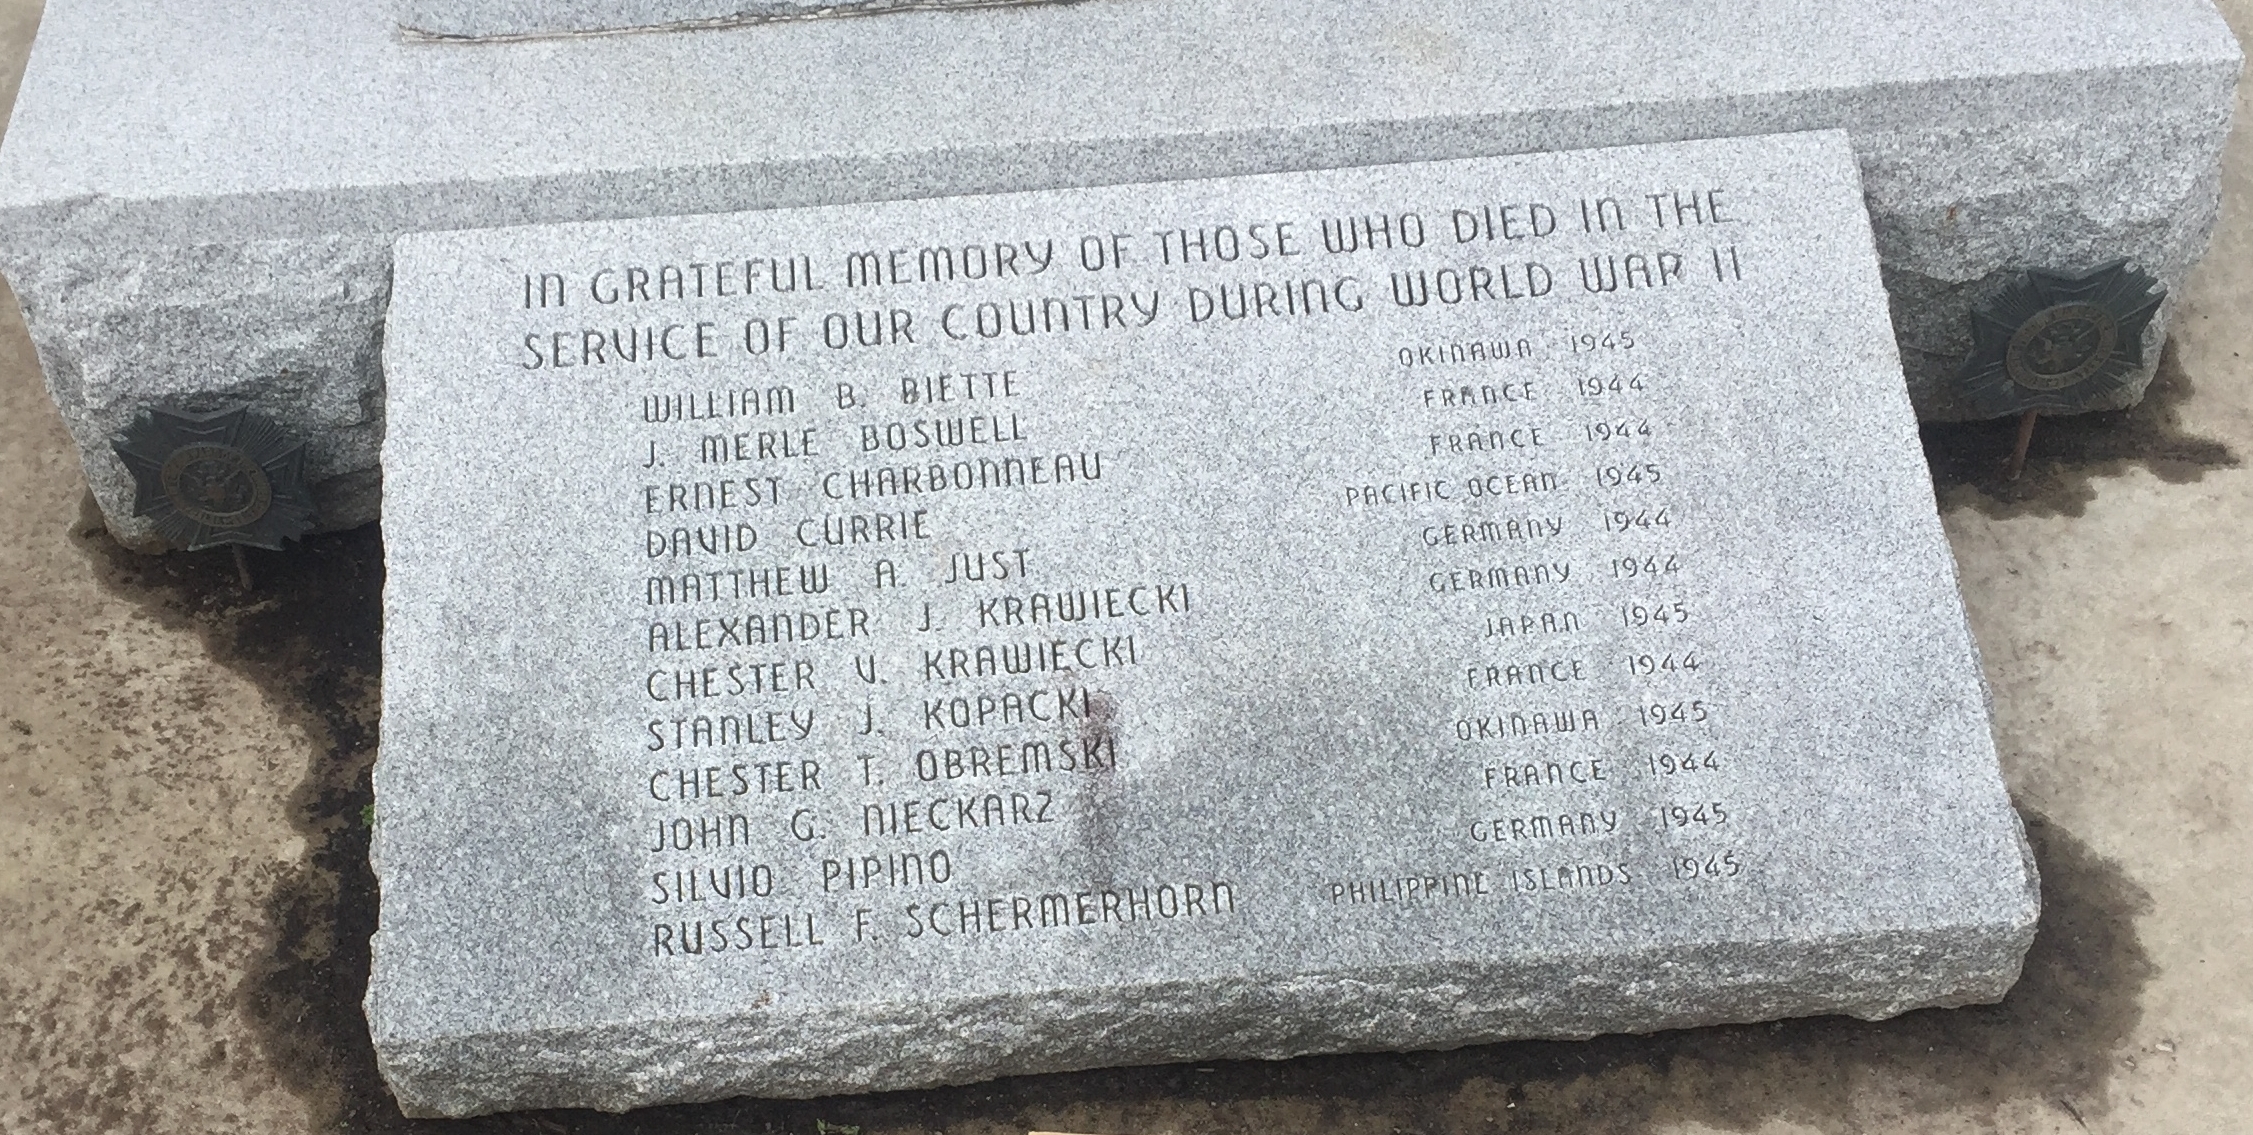 IN GRATEFUL MEMORY OF THOSE WHO DIED IN THE
SERVICE OF OUR COUNTRY DURING WORLD WAR II
WILLIAM B. BIETTE OKINAWA 1945
J. MERLE BOSWELL FRANCE 1944
ERNEST CHARBONNEAU FRANCE 1944
DAVID CURRIE PACIFIC OCEAN 1945
MATTHEW A. JUST GERMANY 1944
ALEXANDER J. KRAWIECKI GERMANY 1944
CHESTER V. KRAWIECKI JAPAN 1945
STANLEY J. KOPACKI FRANCE 1944
CHESTER T. OBREMSKI OKINAWA 1945
JOHN G. NIECKARZ FRANCE 1944
SILVIO PIPINO GERMANY 1945
RUSSELL F. SCHERMERHORN PHILIPPINE ISLANDS 1945